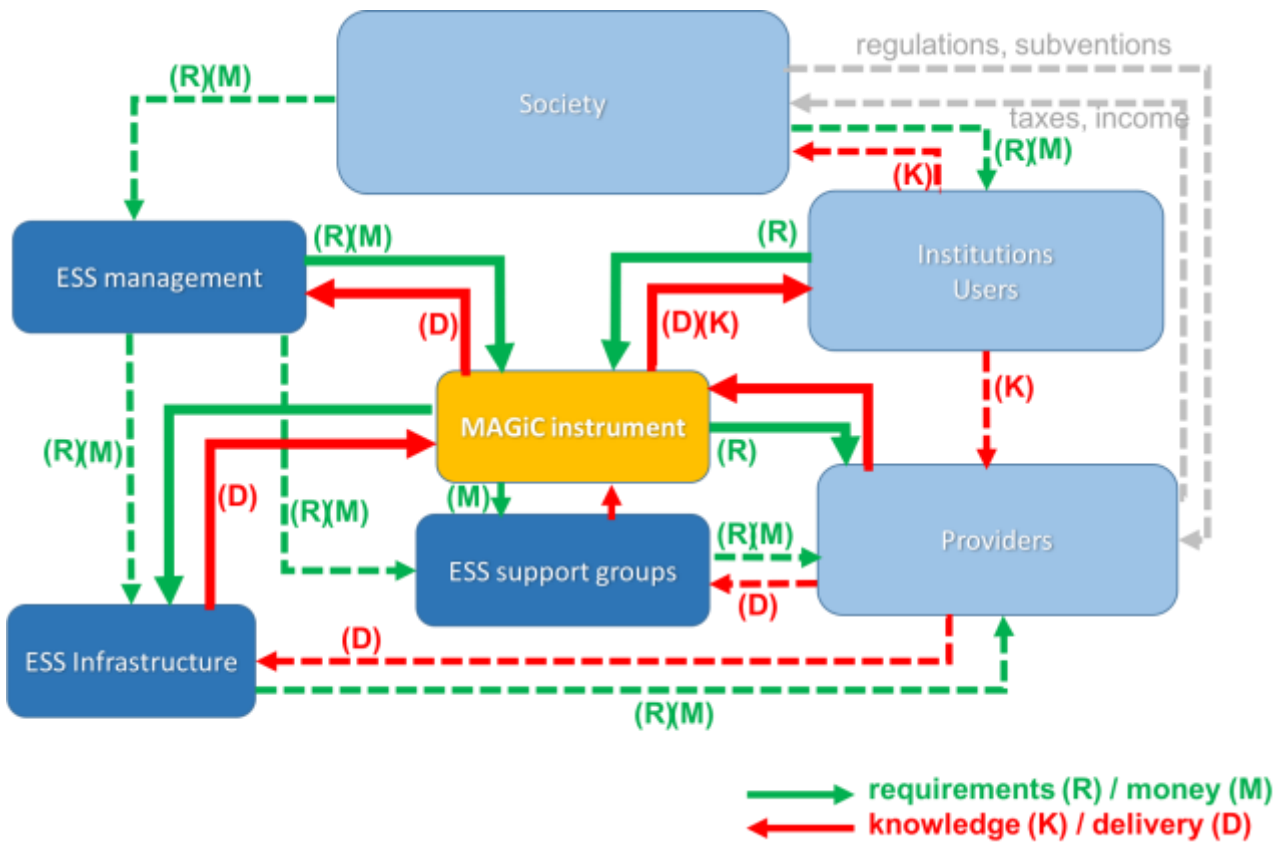 regulations, subventions
(R)(M)
Society
taxes, income
(R)(M)
(K)
(R)(M)
(R)
ESS management
Institutions
Users
(D)
(D)(K)
(K)
MAGiC instrument
(R)(M)
(R)
(D)
(M)
(R)(M)
(R)(M)
Providers
ESS support groups
(D)
(D)
ESS Infrastructure
(R)(M)
requirements (R) / money (M)
knowledge (K) / delivery (D)